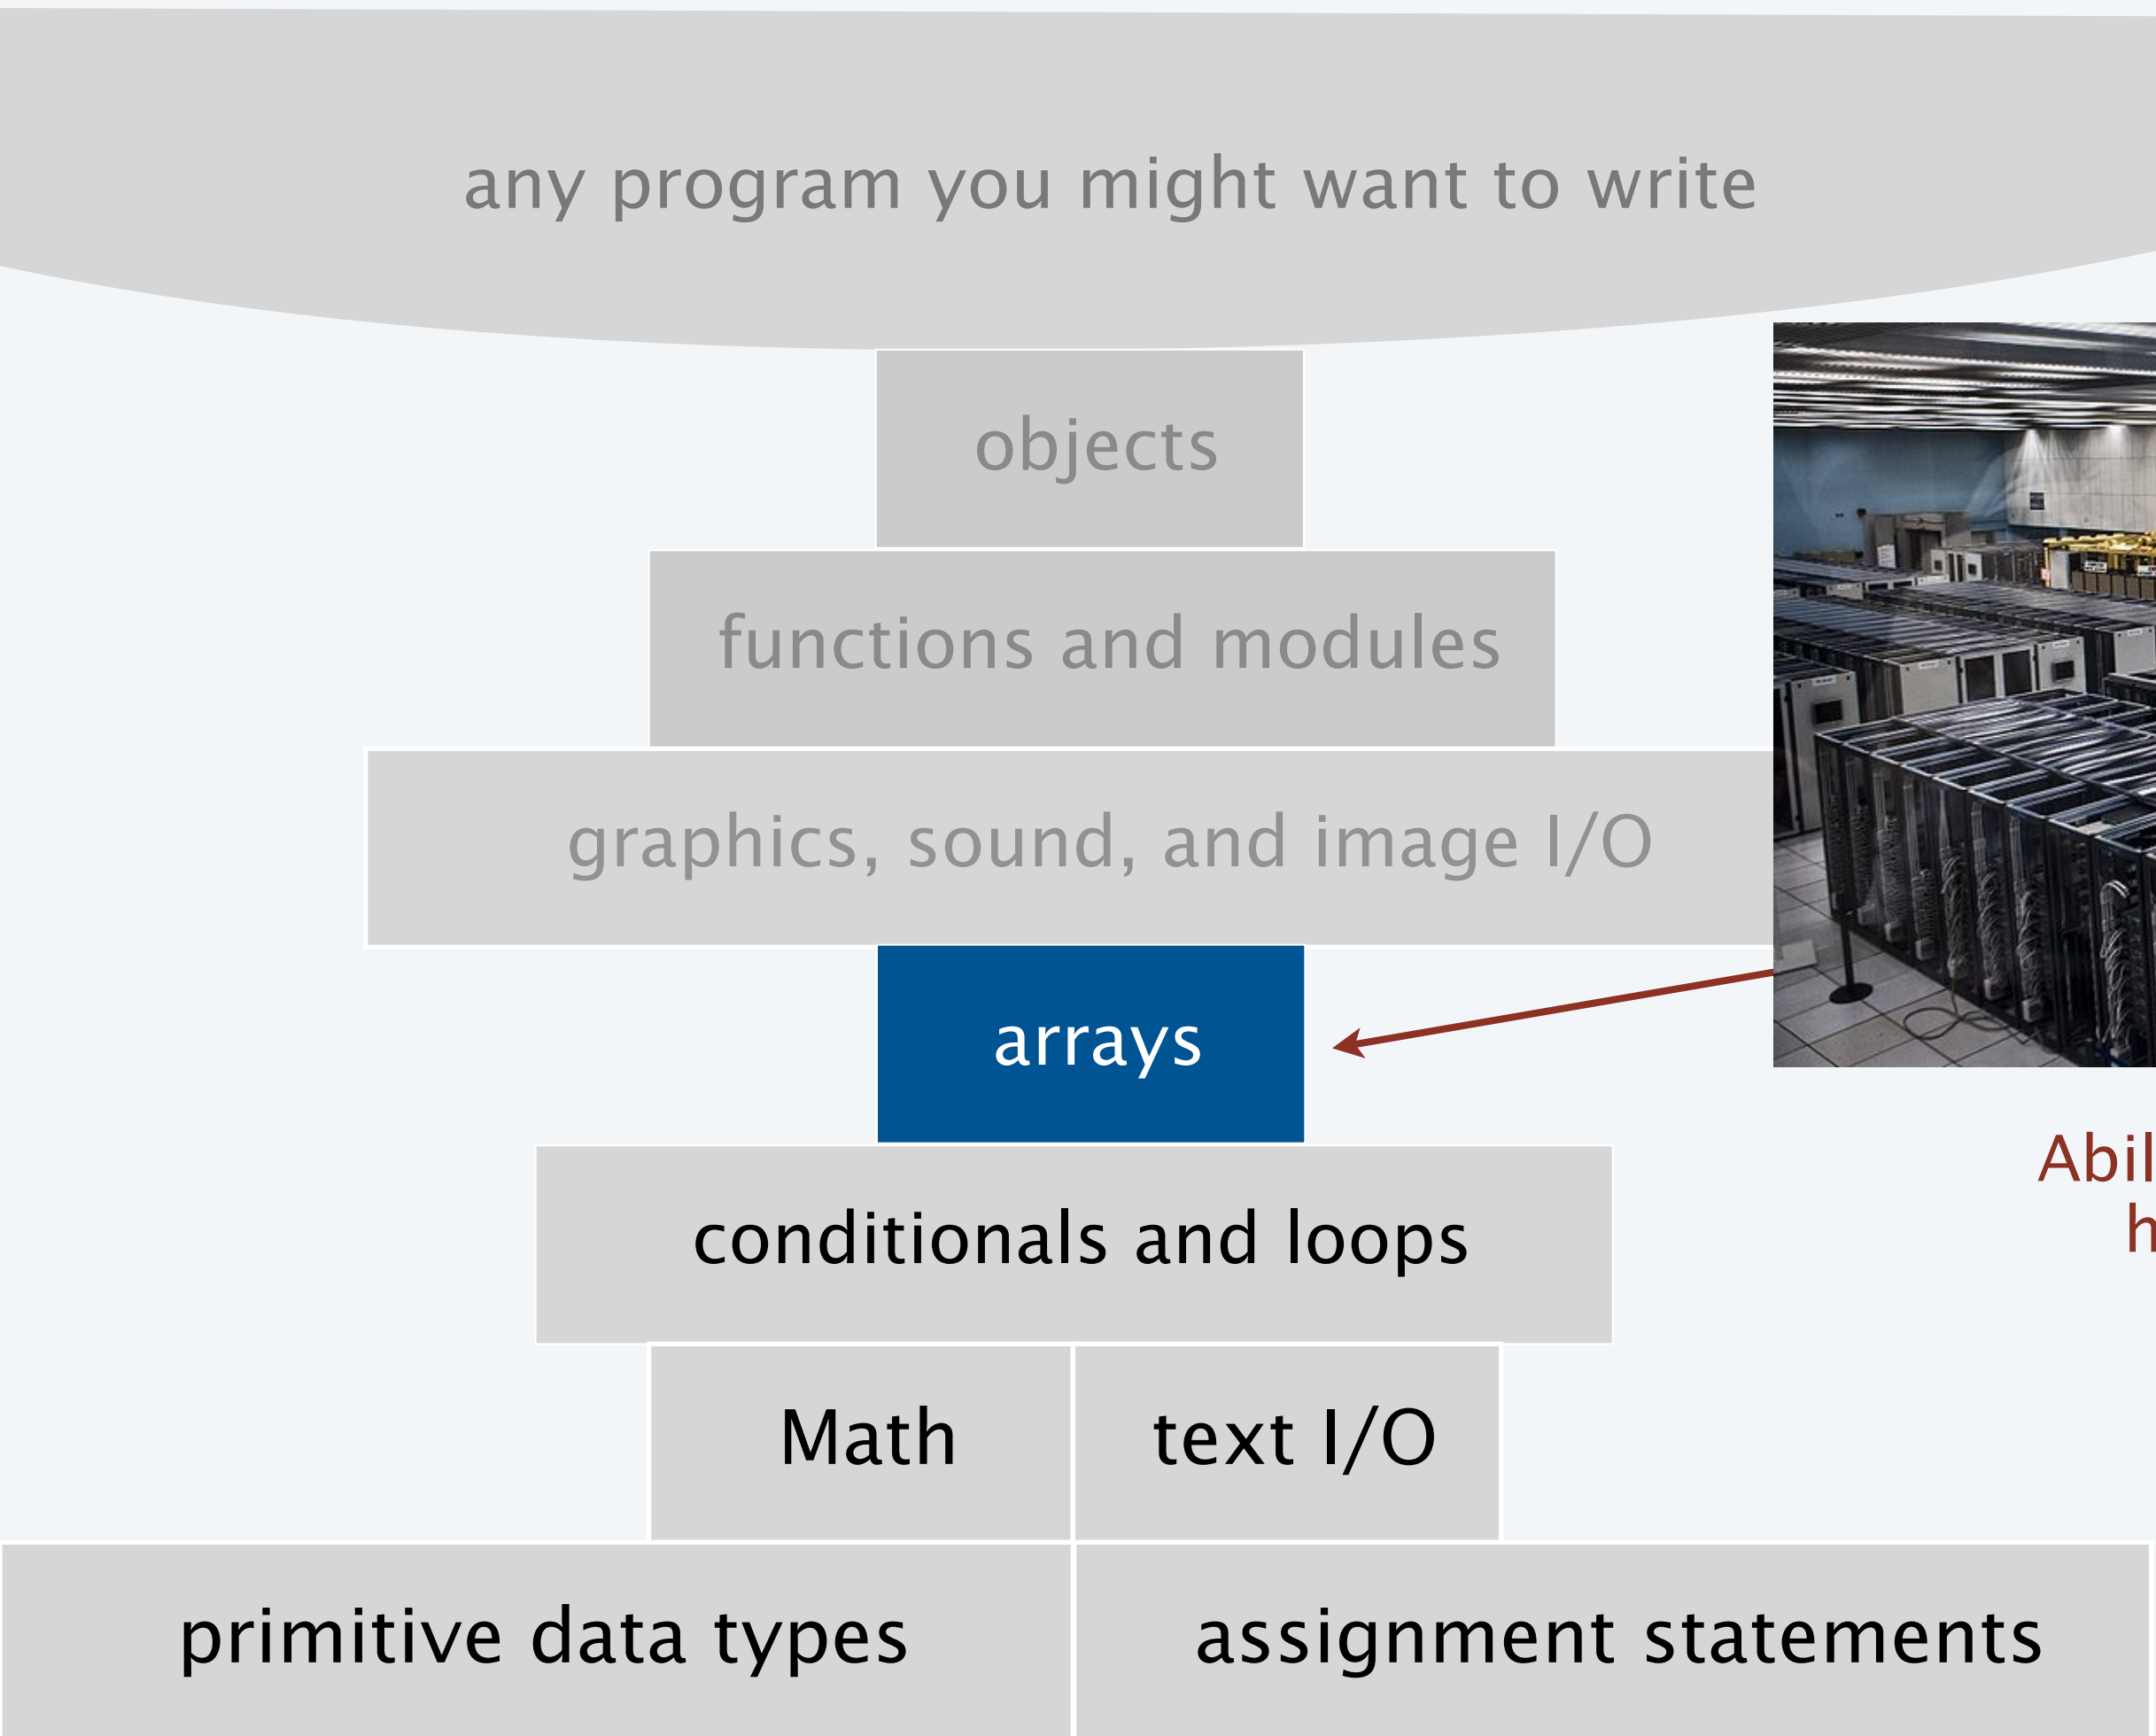 any program you might want to write
objects
functions and modules
graphics, sound, and image I/O
arrays
conditionals and loops
Math
text I/O
primitive data types
assignment statements